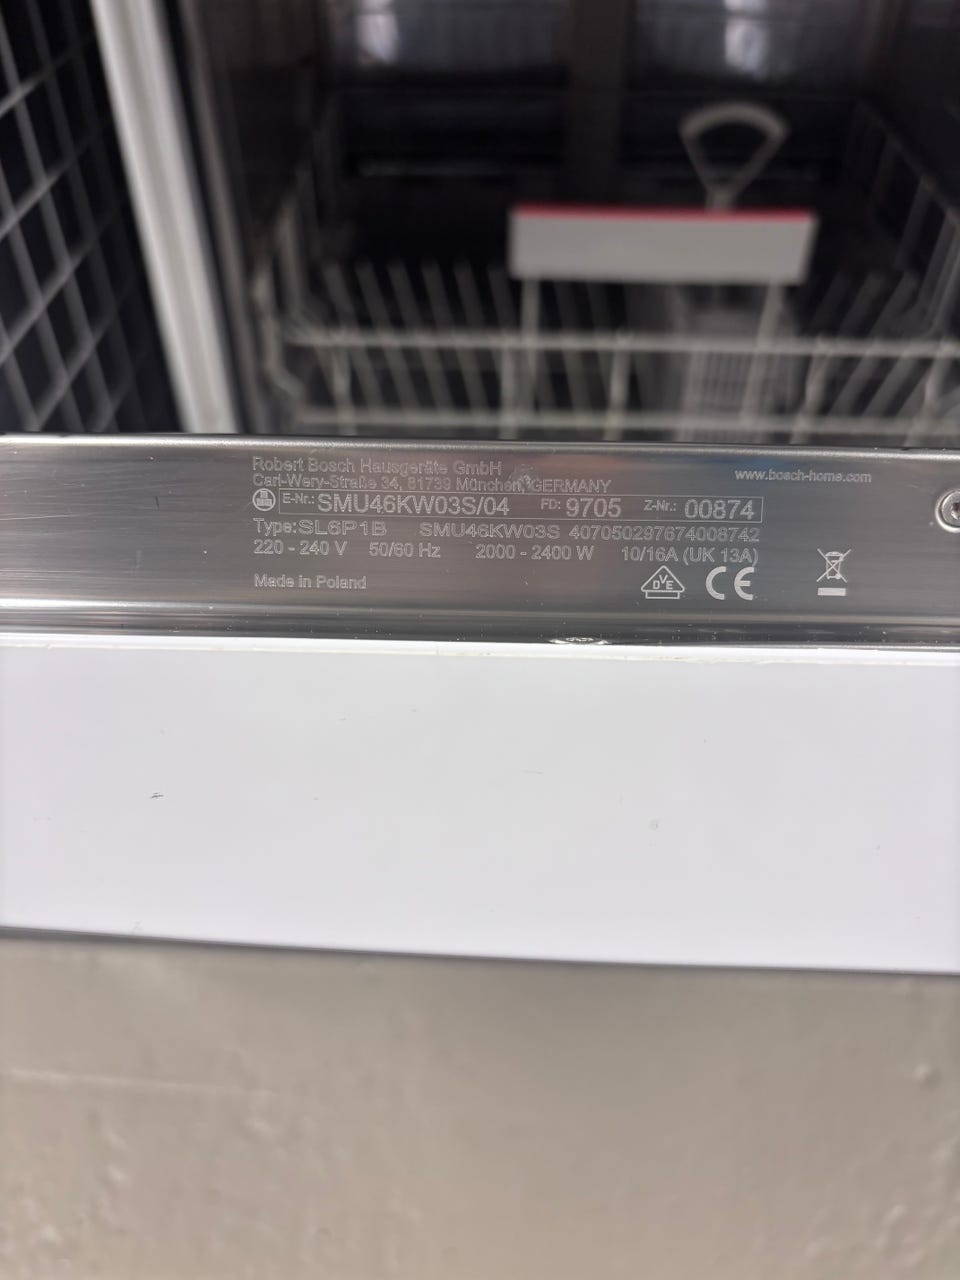 Robert Bosch Hausgeräte GmbH
Carl-Wery-Straße 34, 81739 München, GERMANY
www.bosch-home.com
E-Nr.: SMU46KW03S/04 FD: 9705 Z-Nr.: 00874
Type: SL6P1B SMU46KW03S 407050297674008742
220 - 240 V 50/60 Hz 2000 - 2400 W 10/16A (UK 13A)
Made in Poland
DVE CE